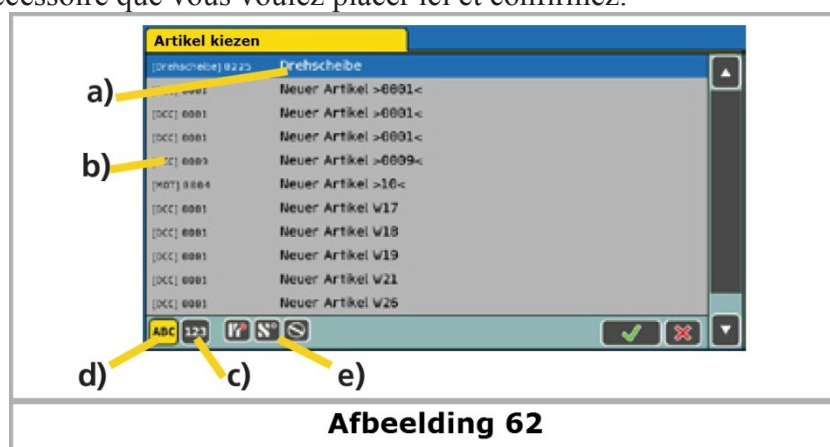 que vous voulez placer ici et confirmez.
Artikel kiezen
[Drehscheibe] 0225 Drehscheibe
a)
0001 Neuer Artikel >0001<
[DCC] 0001 Neuer Artikel >0001<
[DCC] 0001 Neuer Artikel >0001<
b)
0009 Neuer Artikel >0009<
[MOT] 0004 Neuer Artikel >10<
[DCC] 0001 Neuer Artikel W17
[DCC] 0001 Neuer Artikel W18
[DCC] 0001 Neuer Artikel W19
[DCC] 0001 Neuer Artikel W21
[DCC] 0001 Neuer Artikel W26
ABC 123
d) c) e)
Afbeelding 62